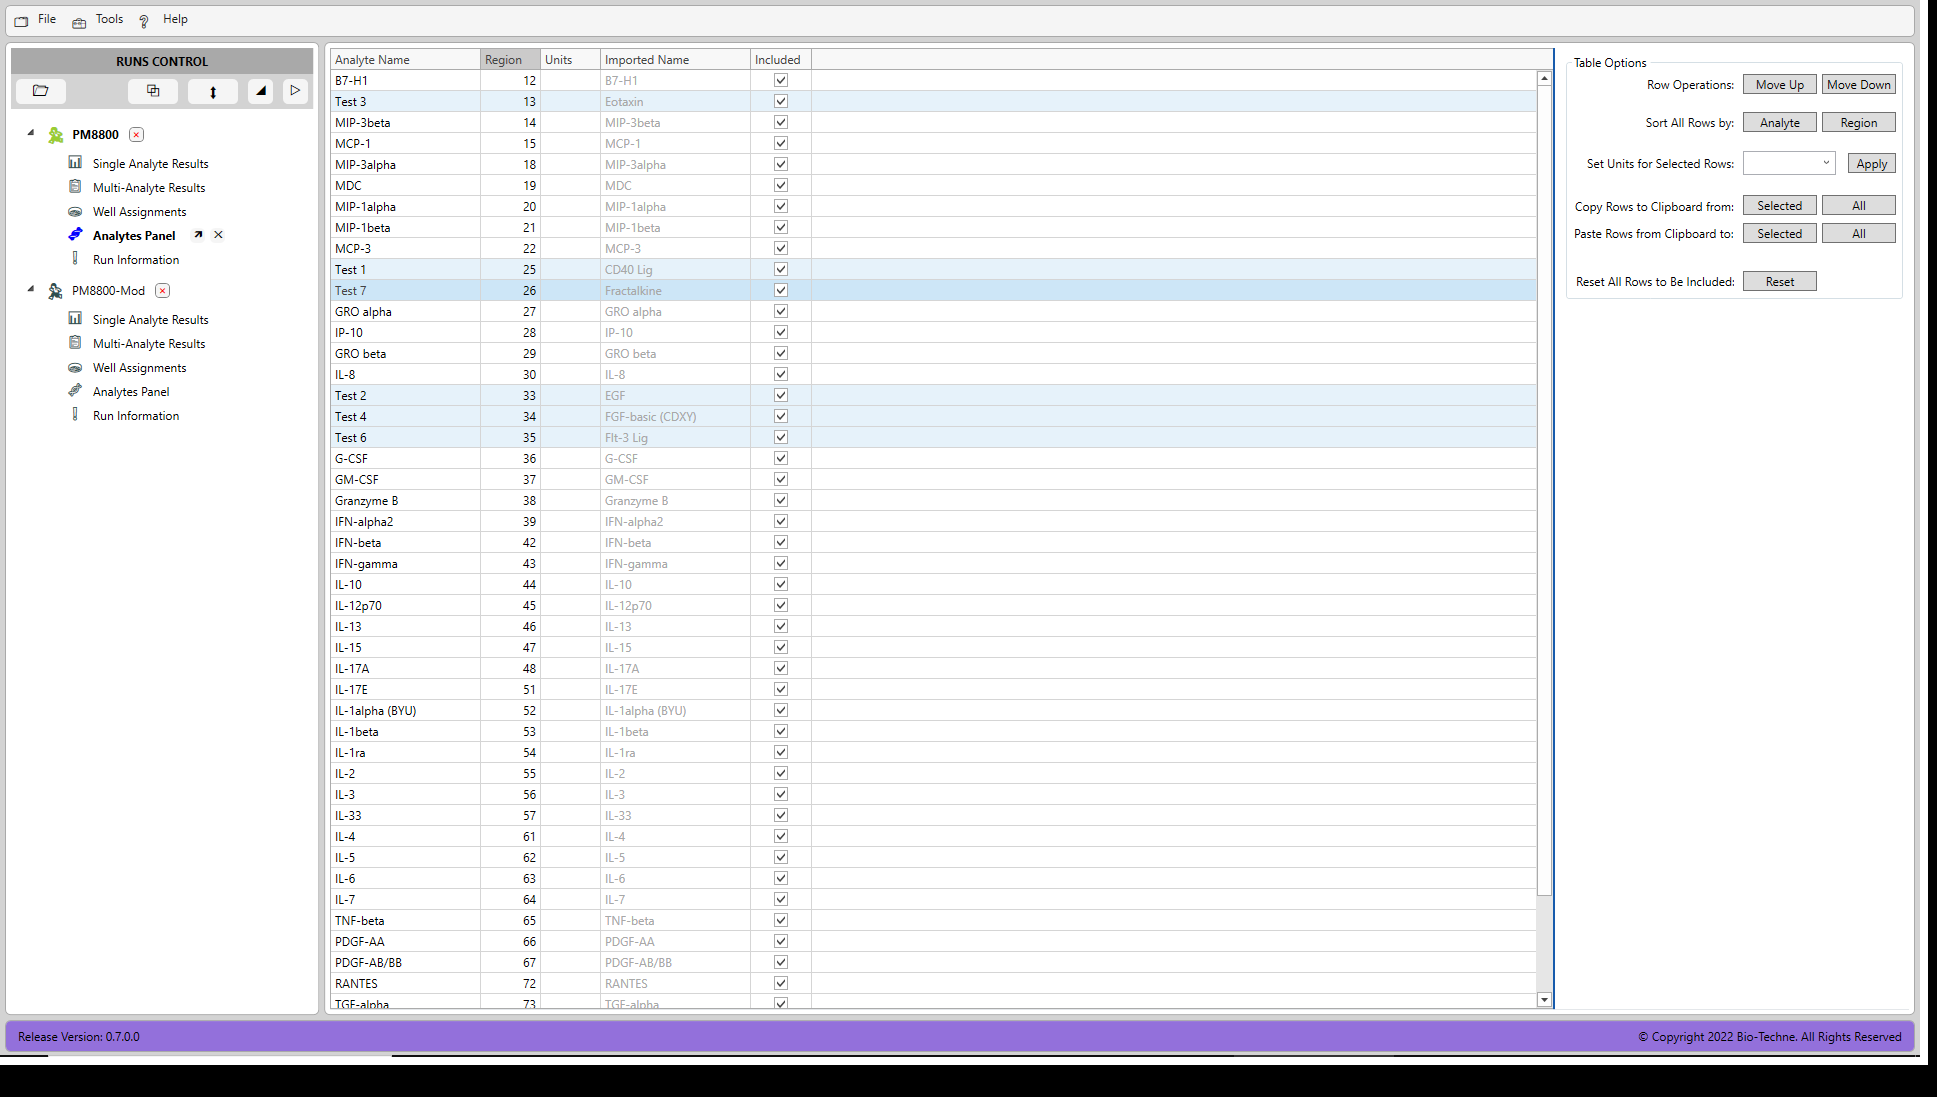 File Tools Help
RUNS CONTROL
PM8800
Single Analyte Results
Multi-Analyte Results
Well Assignments
Analytes Panel
Run Information
PM8800-Mod
Single Analyte Results
Multi-Analyte Results
Well Assignments
Analytes Panel
Run Information
Analyte Name Region Units Imported Name Included
B7-H1 12 B7-H1
Test 3 13 Eotaxin
MIP-3beta 14 MIP-3beta
MCP-1 15 MCP-1
MIP-3alpha 18 MIP-3alpha
MDC 19 MDC
MIP-1alpha 20 MIP-1alpha
MIP-1beta 21 MIP-1beta
MCP-3 22 MCP-3
Test 1 25 CD40 Lig
Test 7 26 Fractalkine
GRO alpha 27 GRO alpha
IP-10 28 IP-10
GRO beta 29 GRO beta
IL-8 30 IL-8
Test 2 33 EGF
Test 4 34 FGF-basic (CDXY)
Test 6 35 Flt-3 Lig
G-CSF 36 G-CSF
GM-CSF 37 GM-CSF
Granzyme B 38 Granzyme B
IFN-alpha2 39 IFN-alpha2
IFN-beta 42 IFN-beta
IFN-gamma 43 IFN-gamma
IL-10 44 IL-10
IL-12p70 45 IL-12p70
IL-13 46 IL-13
IL-15 47 IL-15
IL-17A 48 IL-17A
IL-17E 51 IL-17E
IL-1alpha (BYU) 52 IL-1alpha (BYU)
IL-1beta 53 IL-1beta
IL-1ra 54 IL-1ra
IL-2 55 IL-2
IL-3 56 IL-3
IL-33 57 IL-33
IL-4 61 IL-4
IL-5 62 IL-5
IL-6 63 IL-6
IL-7 64 IL-7
TNF-beta 65 TNF-beta
PDGF-AA 66 PDGF-AA
PDGF-AB/BB 67 PDGF-AB/BB
RANTES 72 RANTES
TGF-alpha 73 TGF-alpha
Table Options
Row Operations: Move Up Move Down
Sort All Rows by: Analyte Region
Set Units for Selected Rows: Apply
Copy Rows to Clipboard from: Selected All
Paste Rows from Clipboard to: Selected All
Reset All Rows to Be Included: Reset
Release Version: 0.7.0.0
© Copyright 2022 Bio-Techne. All Rights Reserved